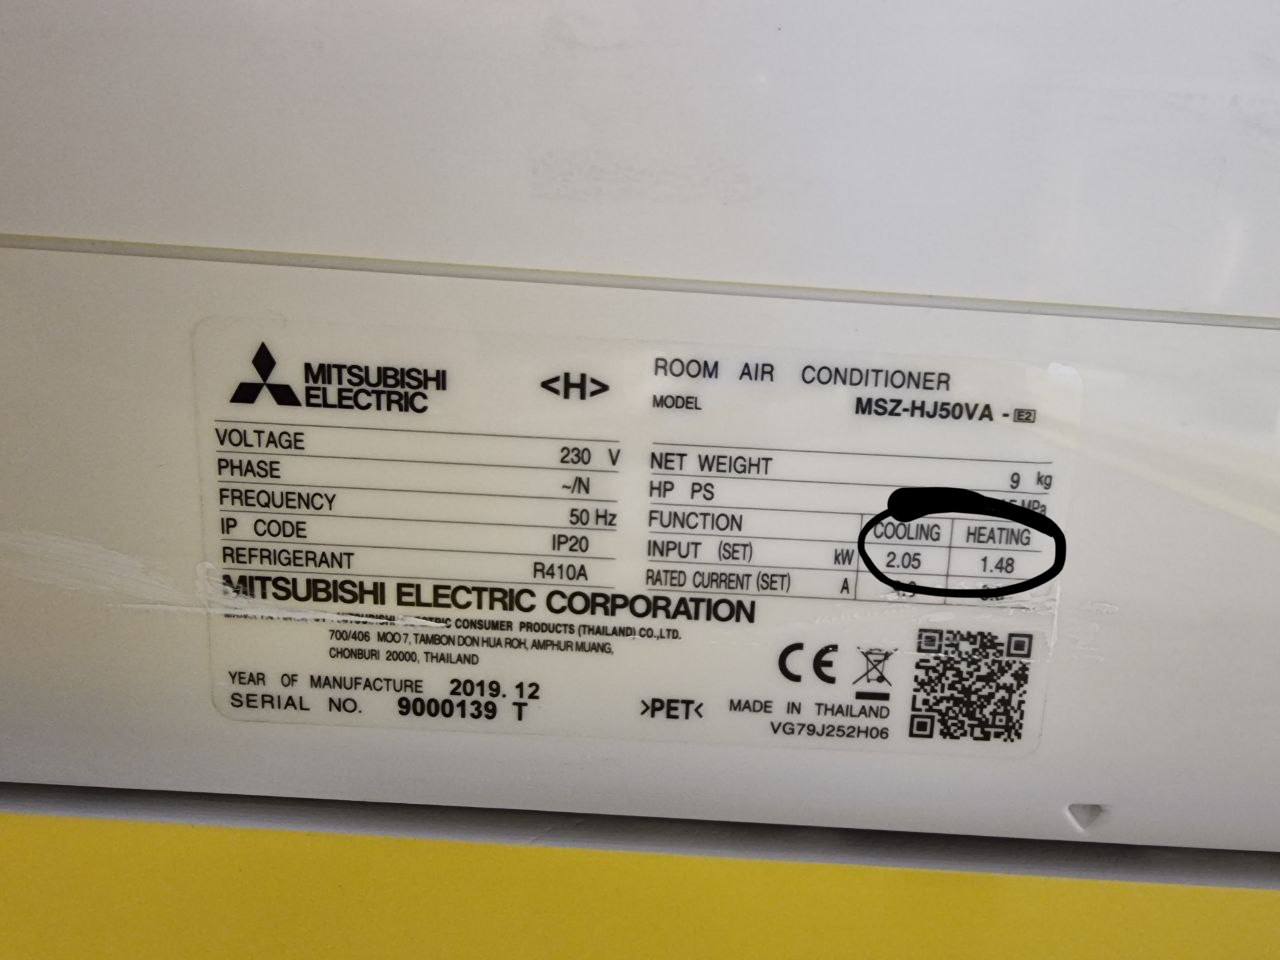 MITSUBISHI
ELECTRIC
<H>
VOLTAGE 230 V
PHASE ~/N
FREQUENCY 50 Hz
IP CODE IP20
REFRIGERANT R410A
ROOM AIR CONDITIONER
MODEL MSZ-HJ50VA - E2
NET WEIGHT 9 kg
HP PS MPa
FUNCTION COOLING HEATING
INPUT (SET) kW 2.05 1.48
RATED CURRENT (SET) A
MITSUBISHI ELECTRIC CORPORATION
CONSUMER PRODUCTS (THAILAND) CO.,LTD.
700/406 MOO 7, TAMBON DON HUA ROH, AMPHUR MUANG,
CHONBURI 20000, THAILAND
YEAR OF MANUFACTURE 2019. 12
SERIAL NO. 9000139 T
>PET<
CE
MADE IN THAILAND
VG79J252H06